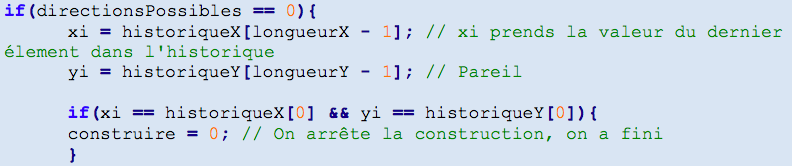 if(directionsPossibles == 0){
xi = historiqueX[longueurX - 1]; // xi prends la valeur du dernier
élement dans l'historique
yi = historiqueY[longueurY - 1]; // Pareil
if(xi == historiqueX[0] && yi == historiqueY[0]){
construire = 0; // On arrête la construction, on a fini
}